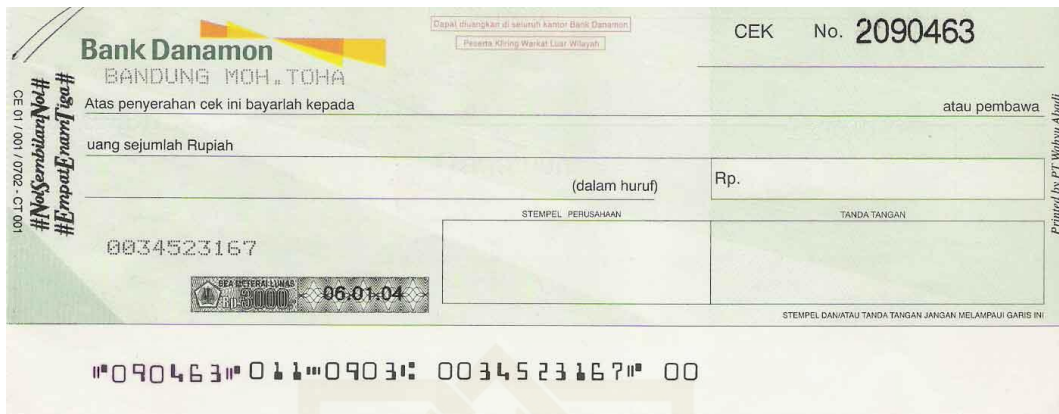 Dapat diuangkan di seluruh kantor Bank Danamon
Peserta Kliring Warkat Luar Wilayah
CEK No. 2090463
Bank Danamon
BANDUNG MOH.TOHA
Atas penyerahan cek ini bayarlah kepada atau pembawa
uang sejumlah Rupiah
(dalam huruf) Rp.
STEMPEL PERUSAHAAN TANDA TANGAN
0034523167
BEA METERAI LUNAS
Rp. 3000,- 06.01.04
STEMPEL DAN/ATAU TANDA TANGAN JANGAN MELAMPAUI GARIS INI
⑈090463⑈011⑉0903⑆ 0034523167⑈ 00
#EmpatEnamTiga#
#NolSembilanNol#
CE 01 / 001 / 0702 - CT 001
Printed by PT Wahyu Abadi